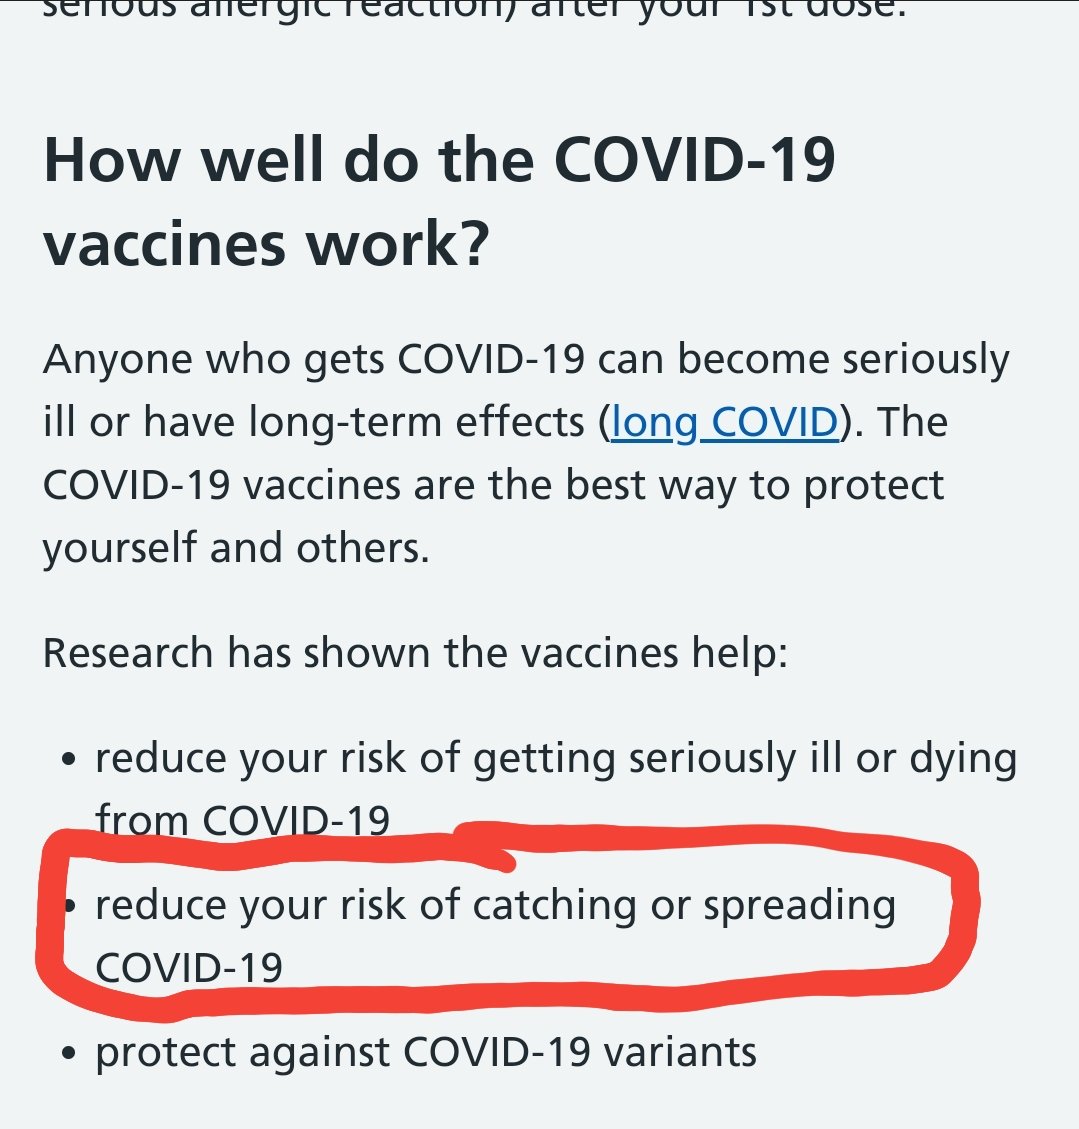 serious allergic reaction) after your 1st dose.
How well do the COVID-19
vaccines work?
Anyone who gets COVID-19 can become seriously
ill or have long-term effects (long COVID). The
COVID-19 vaccines are the best way to protect
yourself and others.
Research has shown the vaccines help:
• reduce your risk of getting seriously ill or dying
from COVID-19
• reduce your risk of catching or spreading
COVID-19
• protect against COVID-19 variants